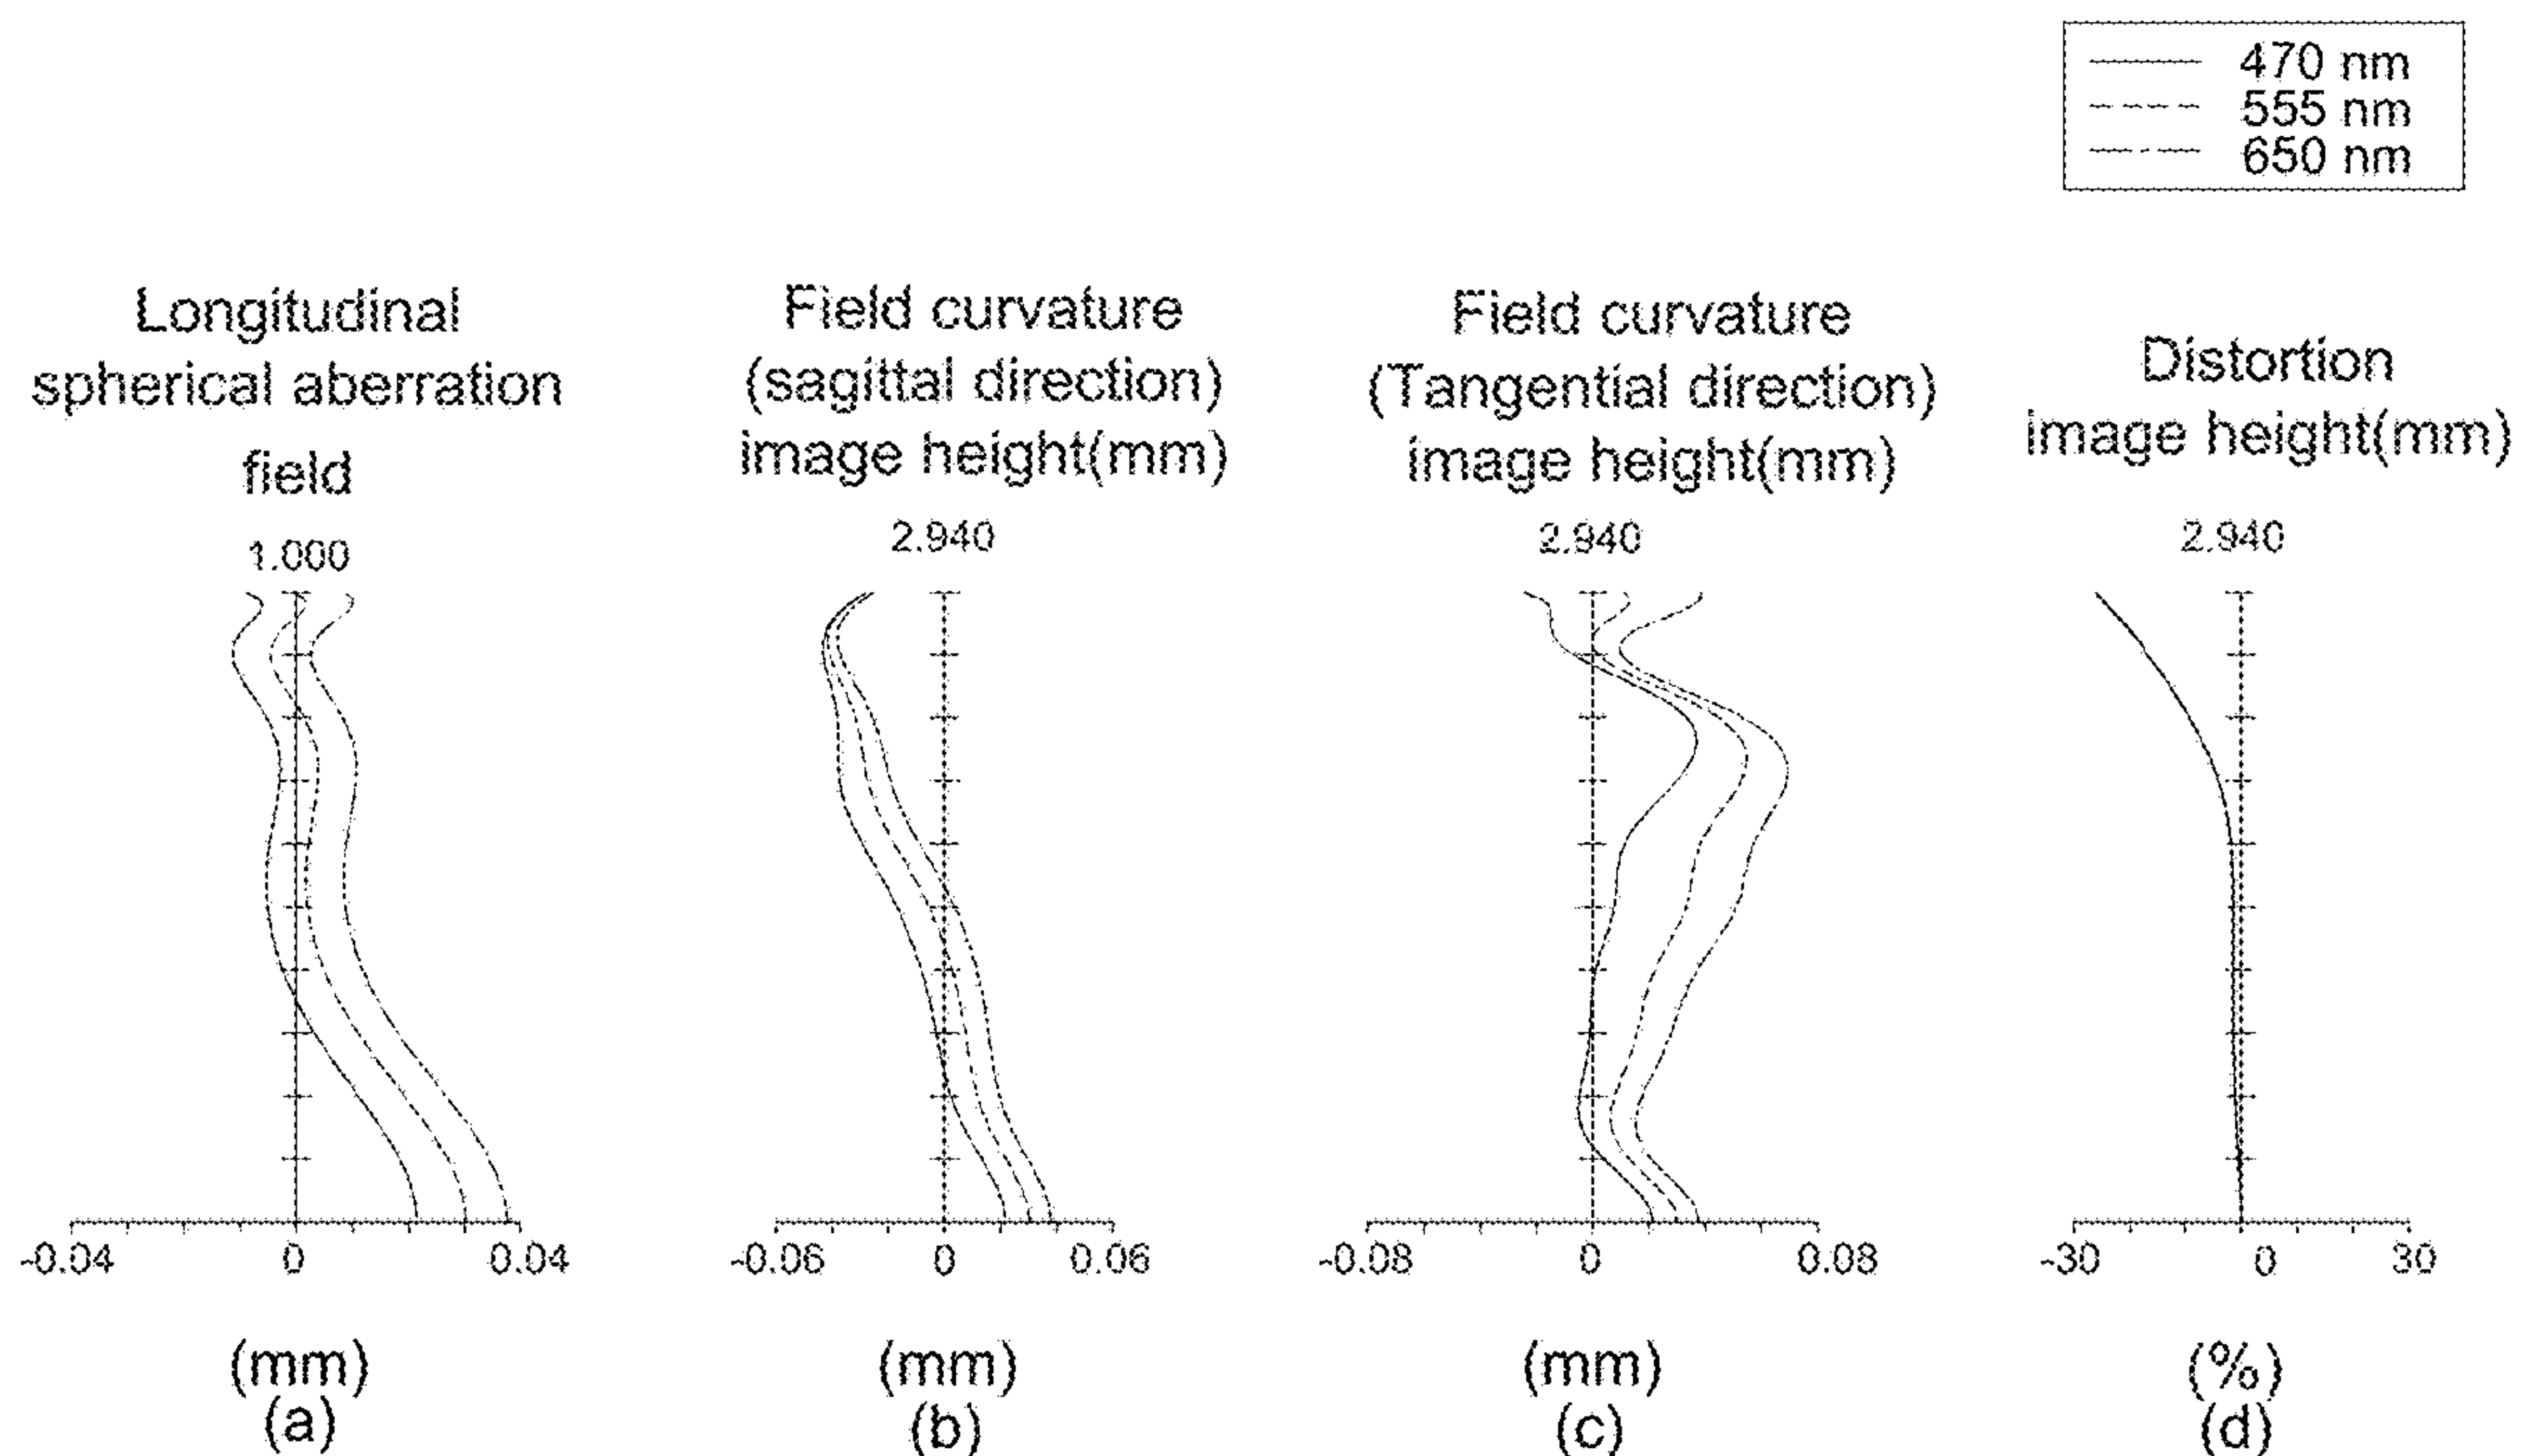 470 nm
555 nm
650 nm
Longitudinal
spherical aberration
field
1.000
-0.04 0 0.04
(mm)
(a)
Field curvature
(sagittal direction)
image height(mm)
2.940
-0.06 0 0.06
(mm)
(b)
Field curvature
(Tangential direction)
image height(mm)
2.940
-0.08 0 0.08
(mm)
(c)
Distortion
image height(mm)
2.940
-30 0 30
(%)
(d)